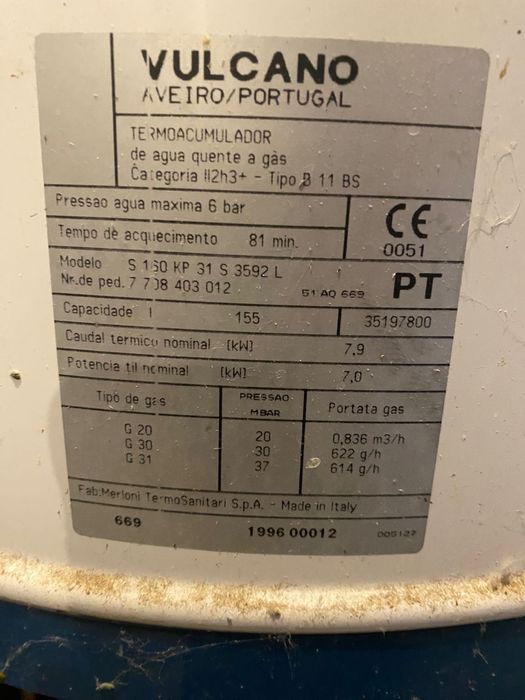 VULCANO
AVEIRO/PORTUGAL
TERMOACUMULADOR
de agua quente a gàs
Categoria II2h3+ - Tipo B 11 BS
Pressao agua maxima 6 bar
Tempo de acquecimento 81 min.
CE
0051
Modelo S 160 KP 31 S 3592 L
Nr.de ped. 7 708 403 012
51 AQ 669
PT
Capacidade l 155
35197800
Caudal termico nominal [kW] 7,9
Potencia til nominal [kW] 7,0
Tipo de gas PRESSAO MBAR Portata gas
G 20 20 0,836 m3/h
G 30 30 622 g/h
G 31 37 614 g/h
Fab:Merloni TermoSanitari S.p.A. - Made in Italy
669 1996 00012 005127